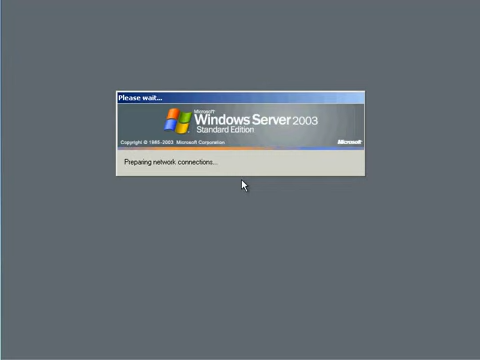 Please wait...
Microsoft
Windows Server 2003
Standard Edition
Copyright © 1985-2003 Microsoft Corporation
Microsoft
Preparing network connections...